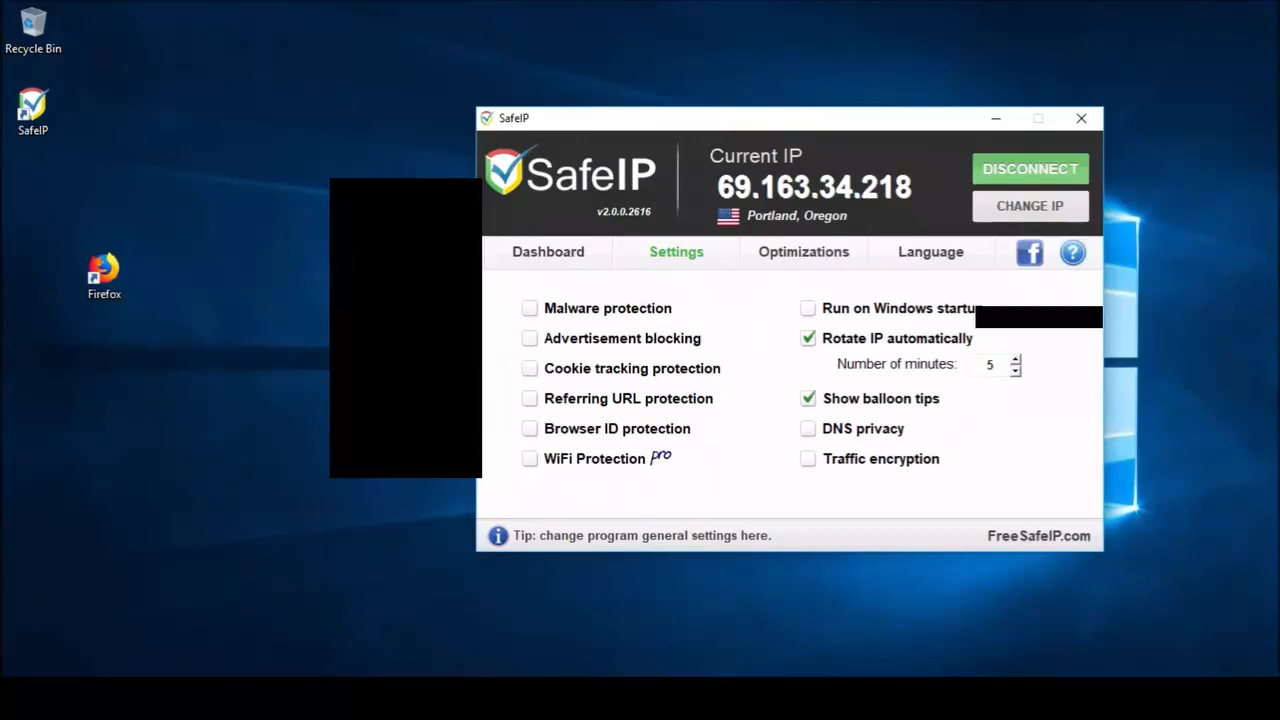 Recycle Bin
SafeIP
Firefox
SafeIP
SafeIP
v2.0.0.2616
Current IP
69.163.34.218
Portland, Oregon
DISCONNECT
CHANGE IP
Dashboard
Settings
Optimizations
Language
Malware protection
Advertisement blocking
Cookie tracking protection
Referring URL protection
Browser ID protection
WiFi Protection pro
Run on Windows startup
Rotate IP automatically
Number of minutes: 5
Show balloon tips
DNS privacy
Traffic encryption
Tip: change program general settings here.
FreeSafeIP.com